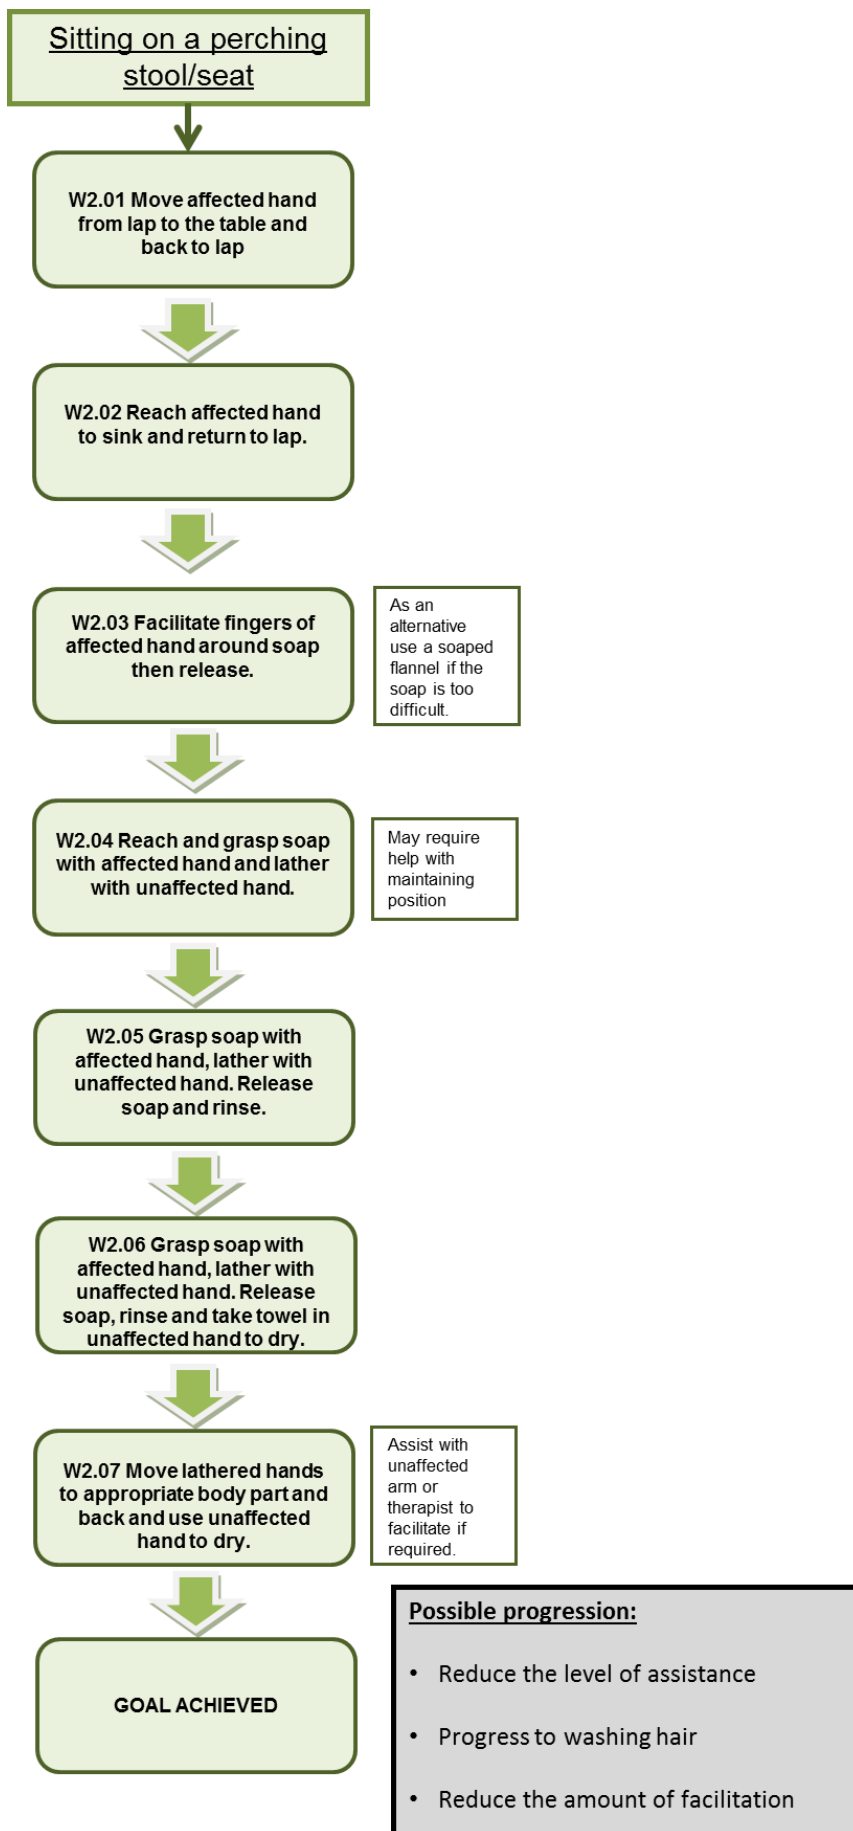 Sitting on a perching
stool/seat
W2.01 Move affected hand
from lap to the table and
back to lap
W2.02 Reach affected hand
to sink and return to lap.
W2.03 Facilitate fingers of
affected hand around soap
then release.
As an
alternative
use a soaped
flannel if the
soap is too
difficult.
W2.04 Reach and grasp soap
with affected hand and lather
with unaffected hand.
May require
help with
maintaining
position
W2.05 Grasp soap with
affected hand, lather with
unaffected hand. Release
soap and rinse.
W2.06 Grasp soap with
affected hand, lather with
unaffected hand. Release
soap, rinse and take towel in
unaffected hand to dry.
W2.07 Move lathered hands
to appropriate body part and
back and use unaffected
hand to dry.
Assist with
unaffected
arm or
therapist to
facilitate if
required.
GOAL ACHIEVED
Possible progression:
• Reduce the level of assistance
• Progress to washing hair
• Reduce the amount of facilitation